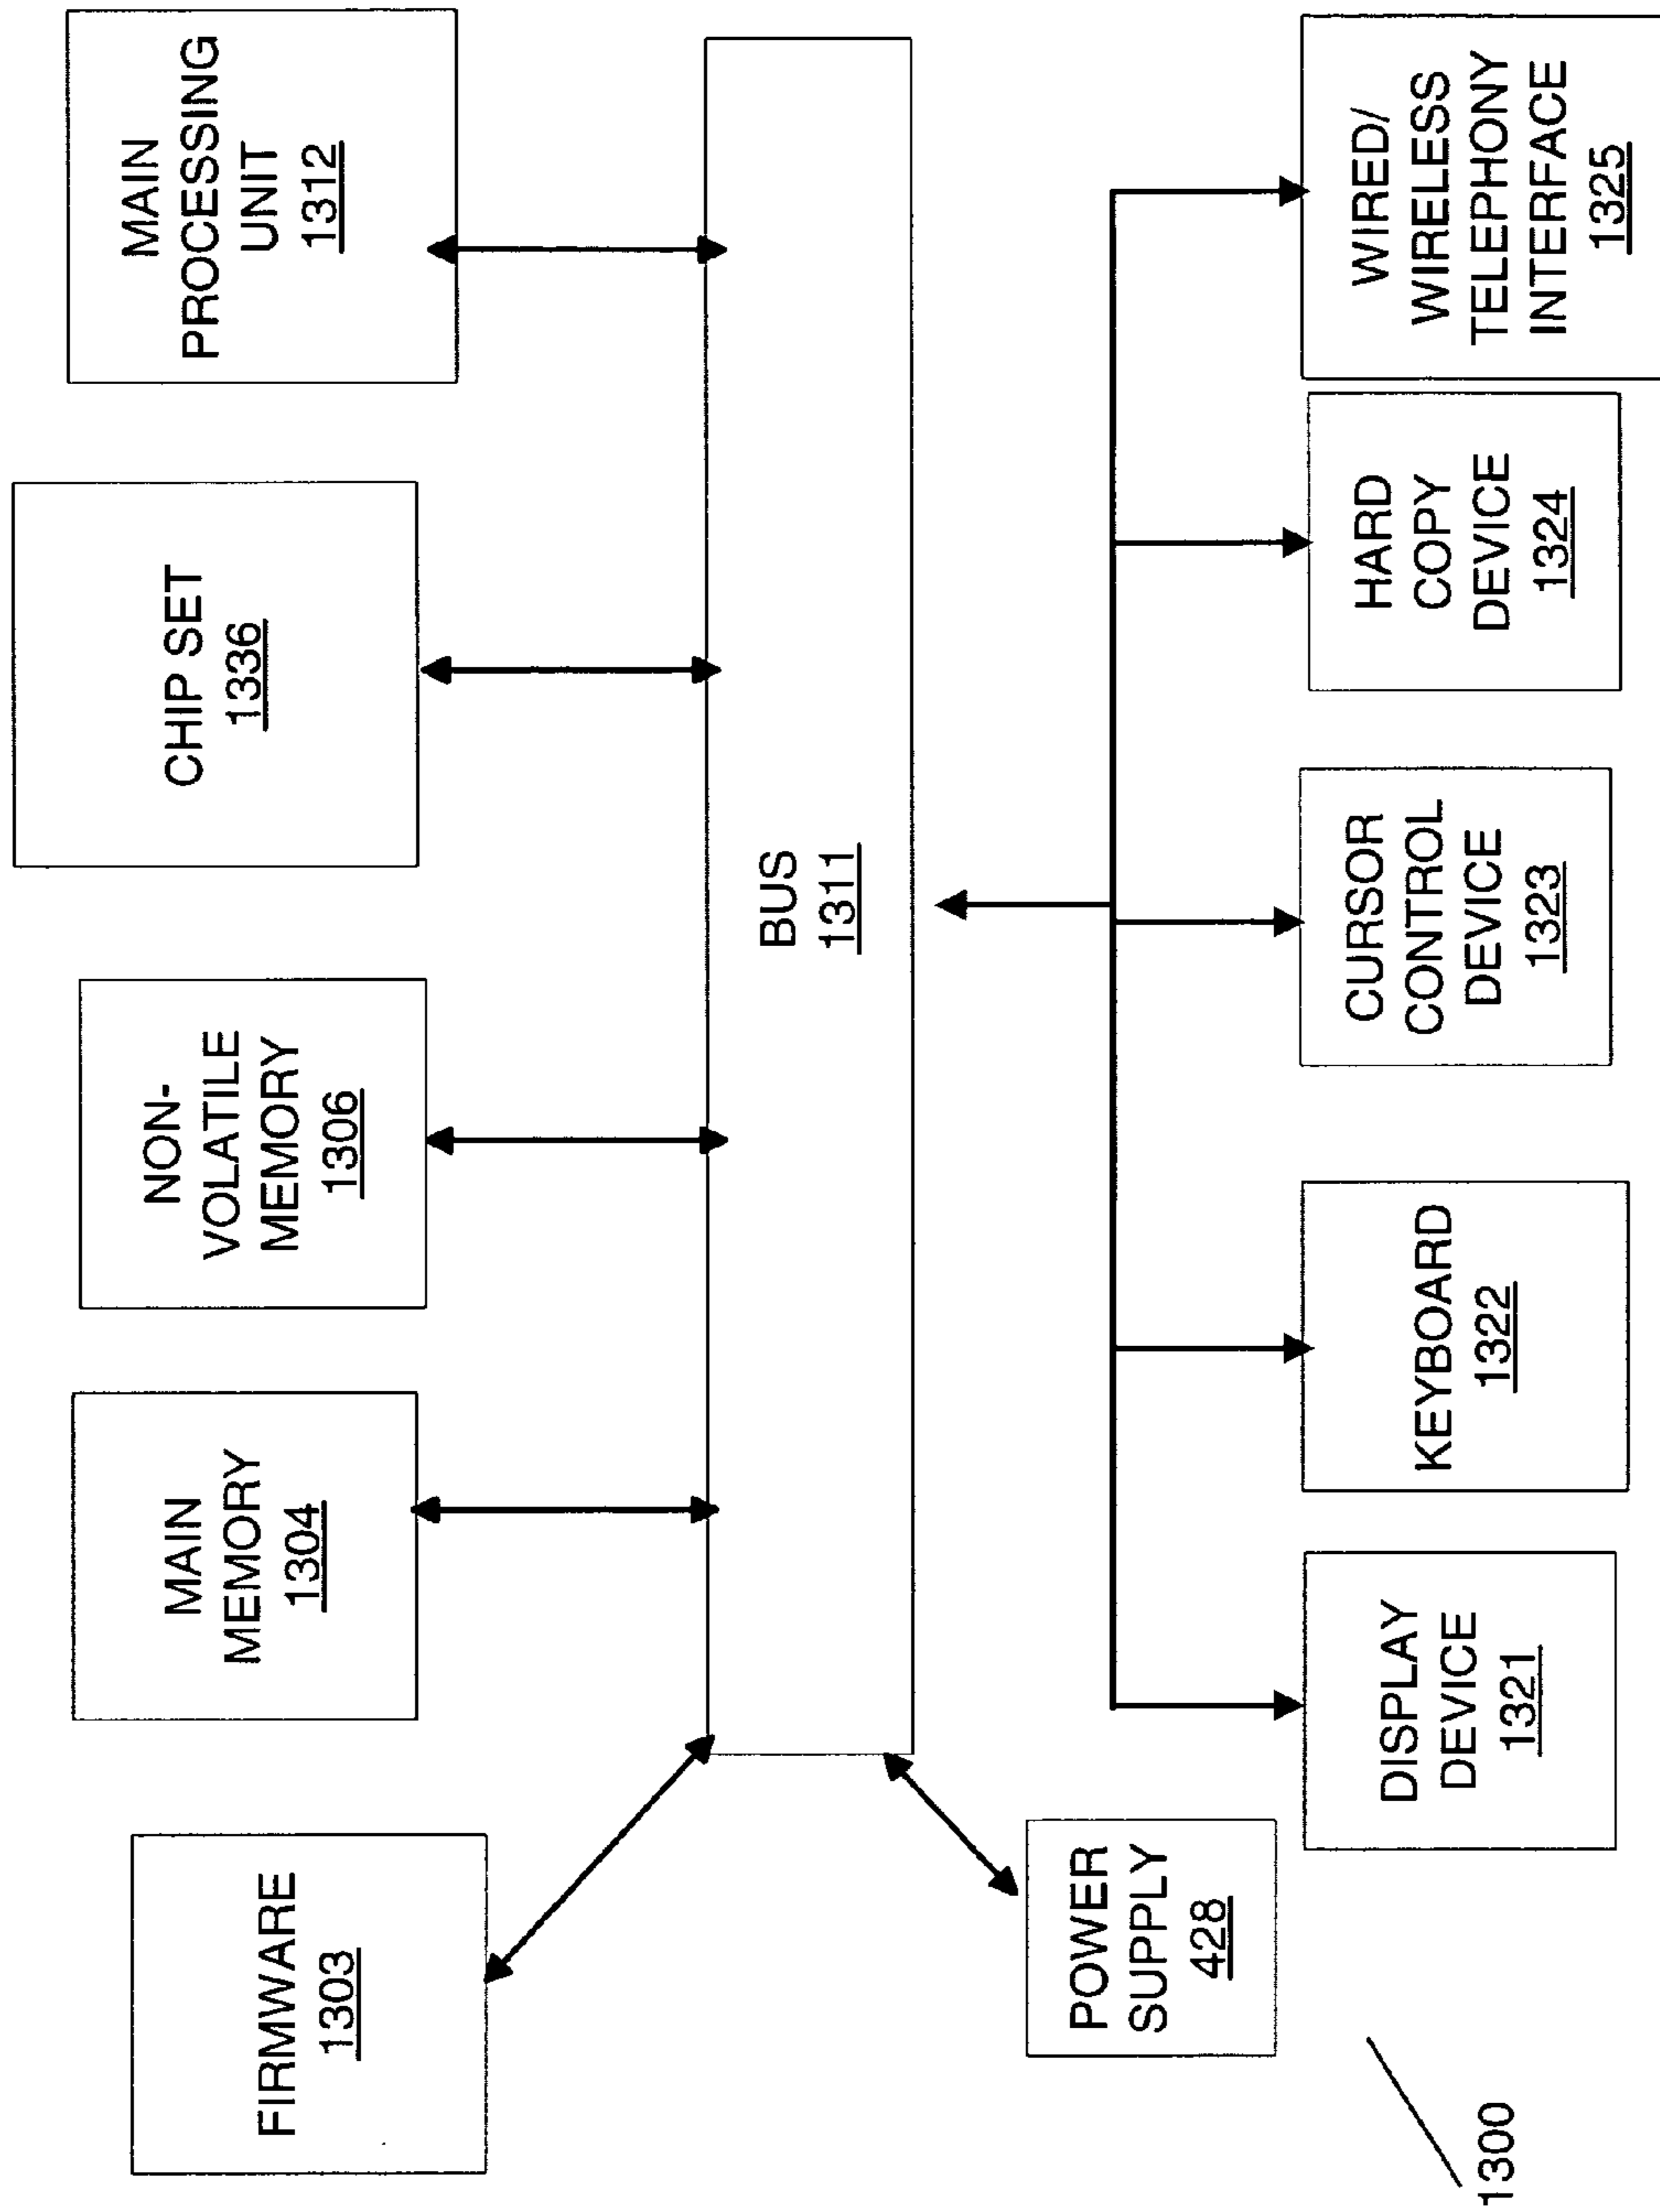 FIRMWARE
1303
MAIN
MEMORY
1304
NON-
VOLATILE
MEMORY
1306
CHIP SET
1336
MAIN
PROCESSING
UNIT
1312
BUS
1311
POWER
SUPPLY
428
DISPLAY
DEVICE
1321
KEYBOARD
1322
CURSOR
CONTROL
DEVICE
1323
HARD
COPY
DEVICE
1324
WIRED/
WIRELESS
TELEPHONY
INTERFACE
1325
1300